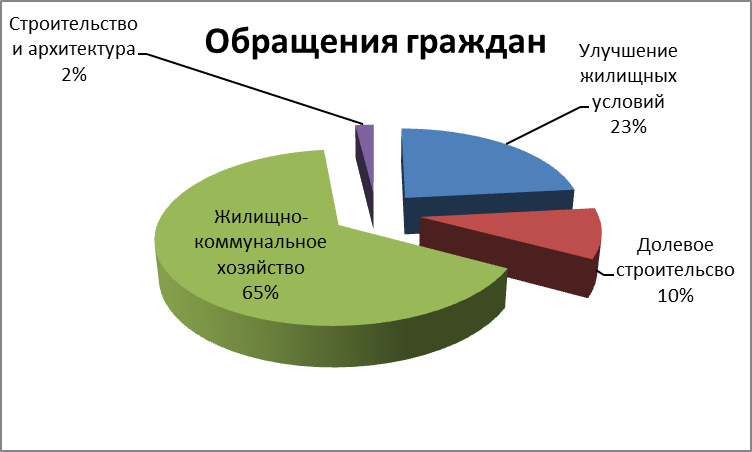 Обращения граждан
Строительство
и архитектура
2%
Улучшение
жилищных
условий
23%
Жилищно-
коммунальное
хозяйство
65%
Долевое
строительсво
10%